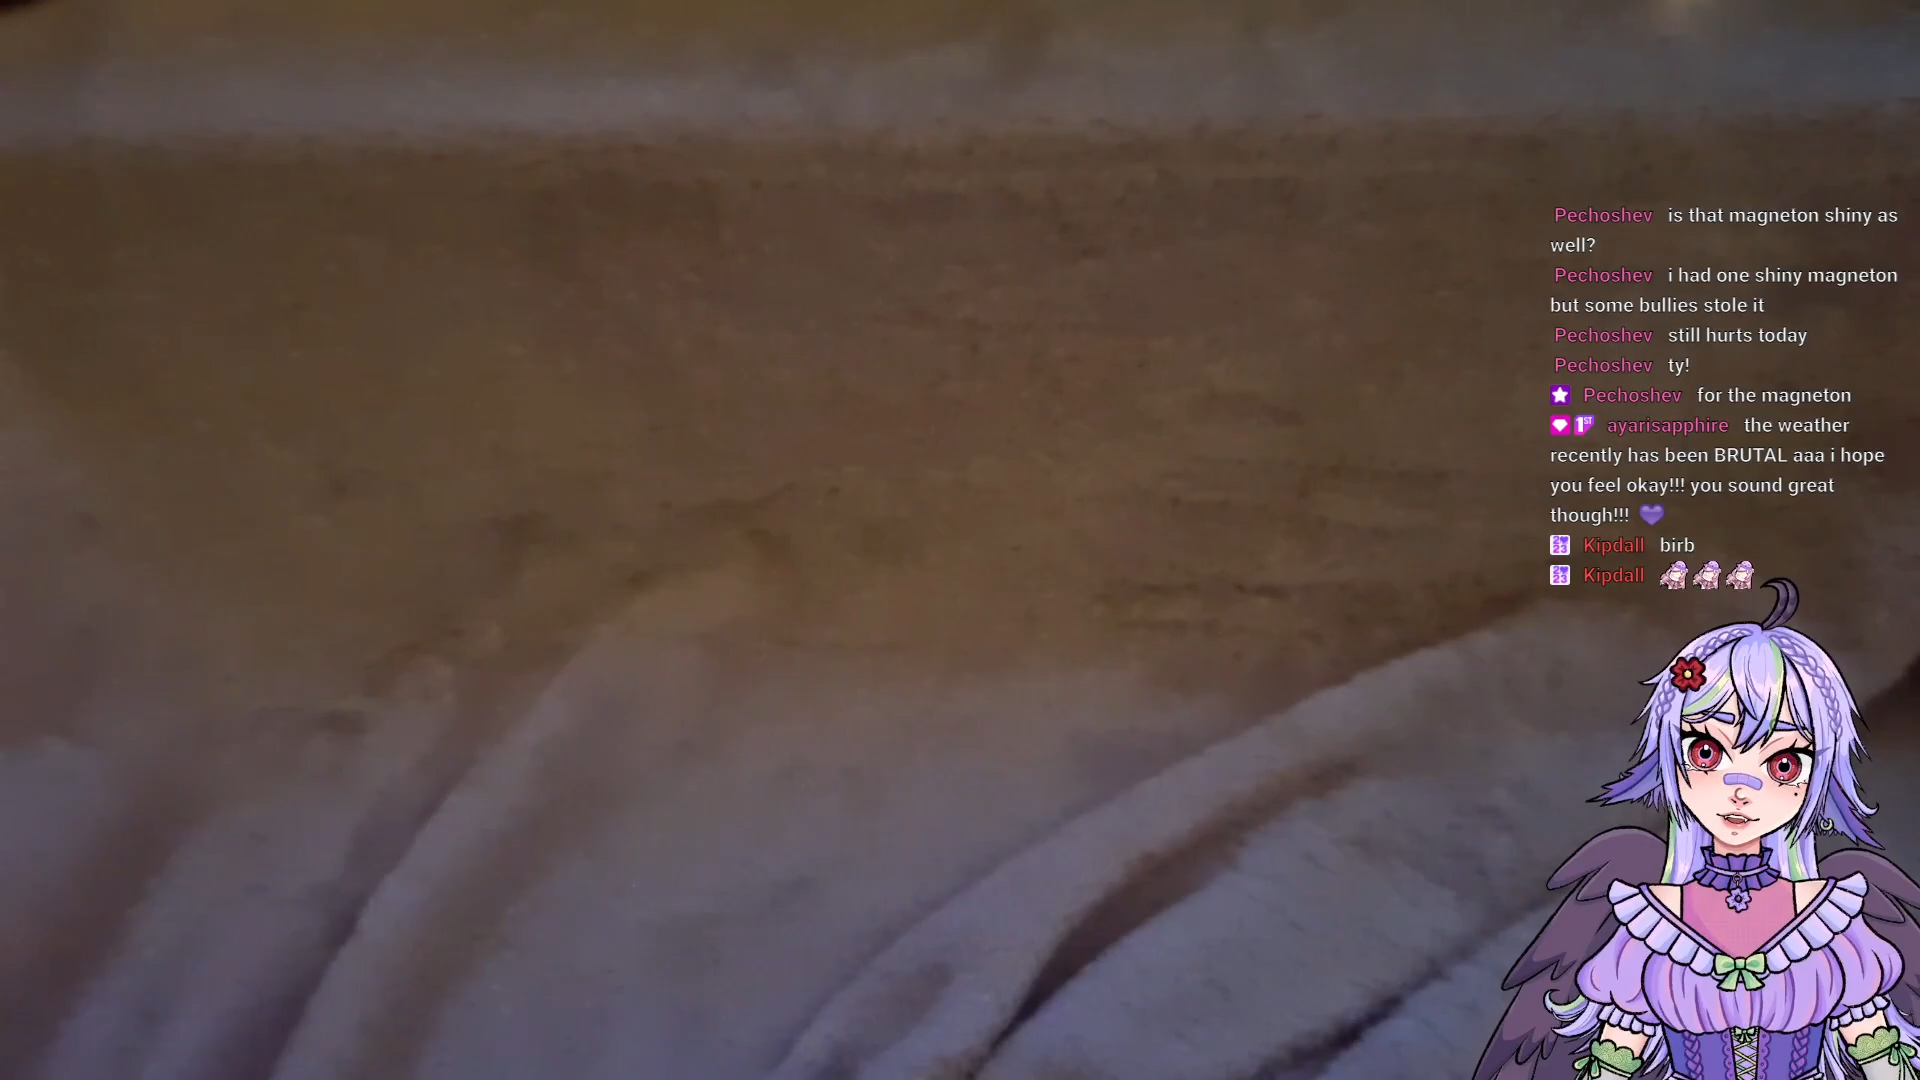 Pechoshev is that magneton shiny as
well?
Pechoshev i had one shiny magneton
but some bullies stole it
Pechoshev still hurts today
Pechoshev ty!
Pechoshev for the magneton
1ST ayarisapphire the weather
recently has been BRUTAL aaa i hope
you feel okay!!! you sound great
though!!!
Kipdall birb
Kipdall